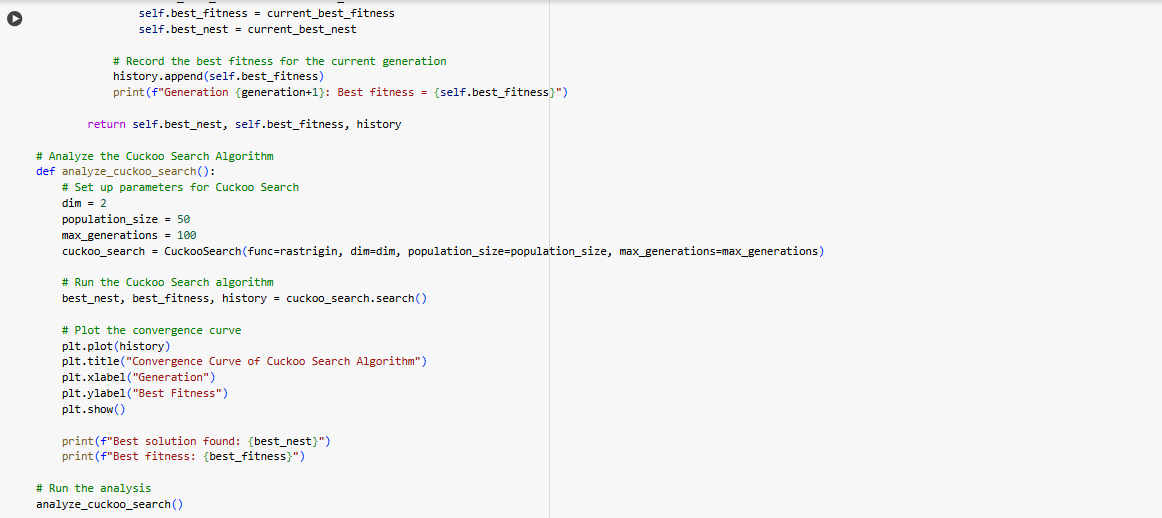 self.best_fitness = current_best_fitness
self.best_nest = current_best_nest
# Record the best fitness for the current generation
history.append(self.best_fitness)
print(f"Generation {generation+1}: Best fitness = {self.best_fitness}")
return self.best_nest, self.best_fitness, history
# Analyze the Cuckoo Search Algorithm
def analyze_cuckoo_search():
# Set up parameters for Cuckoo Search
dim = 2
population_size = 50
max_generations = 100
cuckoo_search = CuckooSearch(func=rastrigin, dim=dim, population_size=population_size, max_generations=max_generations)
# Run the Cuckoo Search algorithm
best_nest, best_fitness, history = cuckoo_search.search()
# Plot the convergence curve
plt.plot(history)
plt.title("Convergence Curve of Cuckoo Search Algorithm")
plt.xlabel("Generation")
plt.ylabel("Best Fitness")
plt.show()
print(f"Best solution found: {best_nest}")
print(f"Best fitness: {best_fitness}")
# Run the analysis
analyze_cuckoo_search()